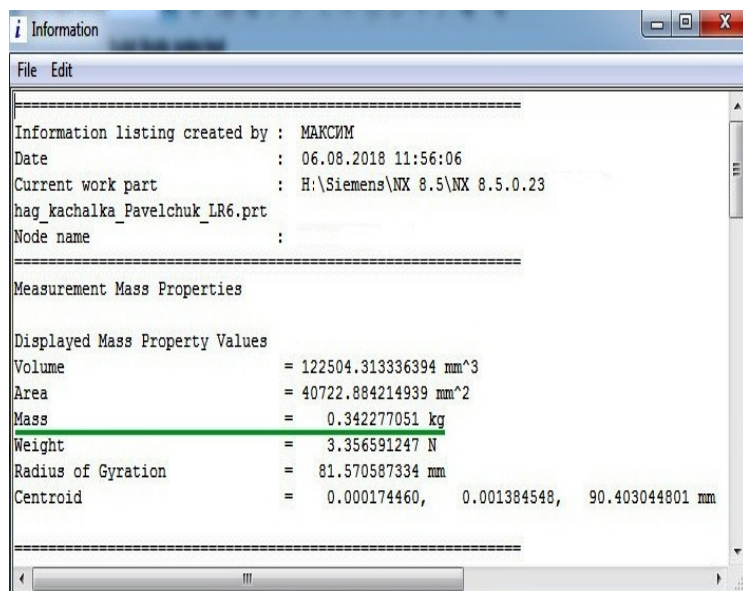 i Information
File Edit
==============================================================
Information listing created by : МАКСИМ
Date : 06.08.2018 11:56:06
Current work part : H:\Siemens\NX 8.5\NX 8.5.0.23
hag_kachalka_Pavelchuk_LR6.prt
Node name :
==============================================================
Measurement Mass Properties
Displayed Mass Property Values
Volume = 122504.313336394 mm^3
Area = 40722.884214939 mm^2
Mass = 0.342277051 kg
Weight = 3.356591247 N
Radius of Gyration = 81.570587334 mm
Centroid = 0.000174460, 0.001384548, 90.403044801 mm
==============================================================